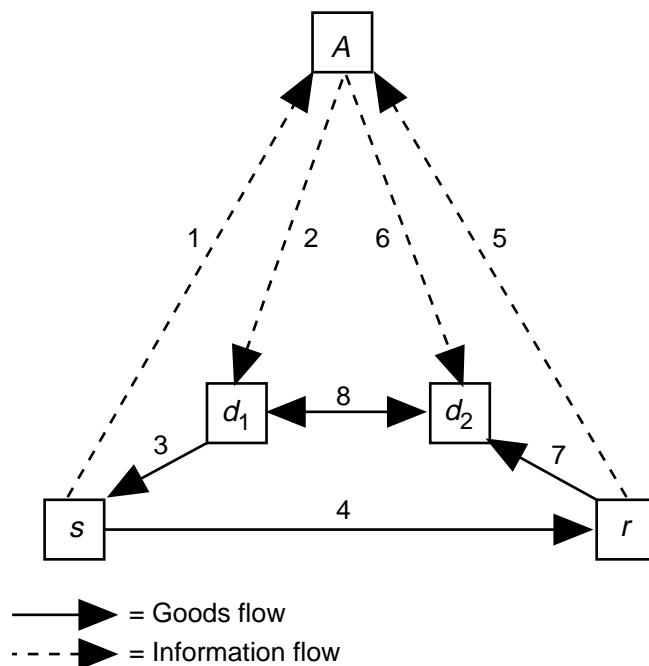 A
1
2
6
5
d1
8
d2
3
7
s
4
r
= Goods flow
= Information flow